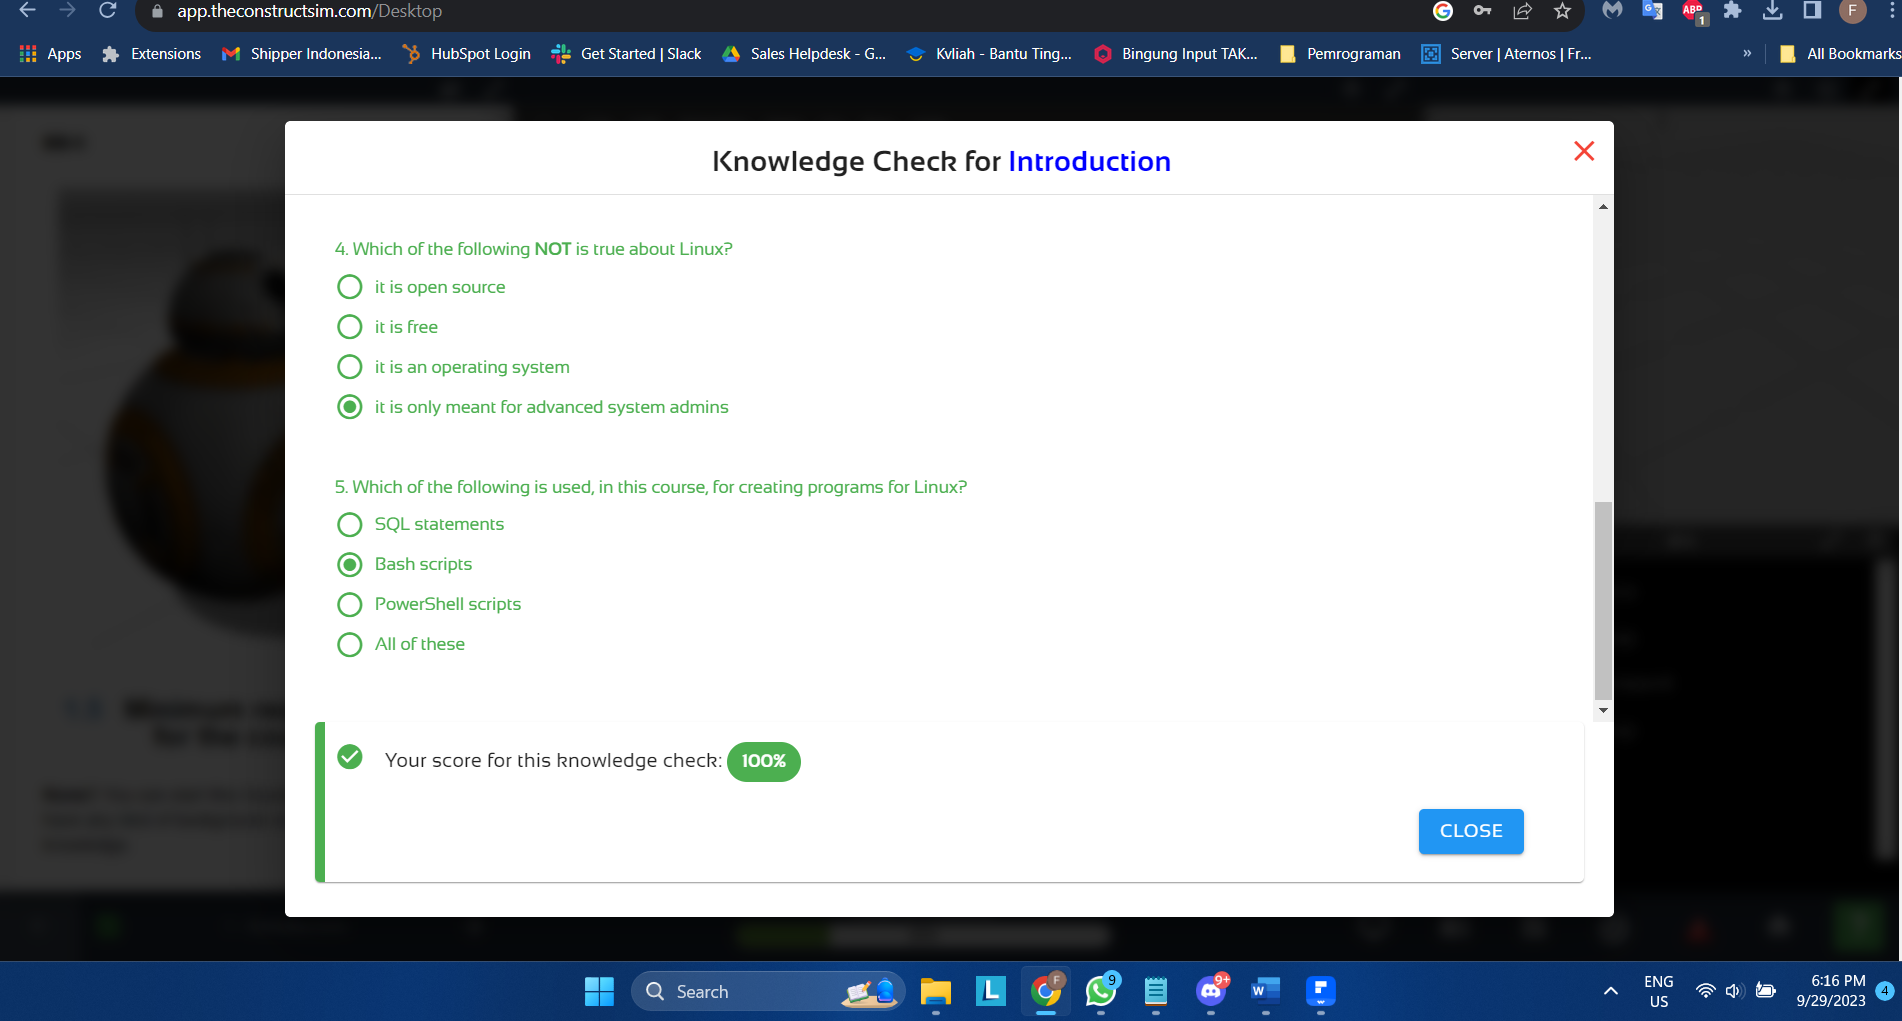 app.theconstructsim.com/Desktop
ABP
1
F
Apps
Extensions
Shipper Indonesia...
HubSpot Login
Get Started | Slack
Sales Helpdesk - G...
Kvliah - Bantu Ting...
Bingung Input TAK...
Pemrograman
Server | Aternos | Fr...
»
All Bookmarks
Knowledge Check for Introduction
4. Which of the following NOT is true about Linux?
it is open source
it is free
it is an operating system
it is only meant for advanced system admins
5. Which of the following is used, in this course, for creating programs for Linux?
SQL statements
Bash scripts
PowerShell scripts
All of these
Your score for this knowledge check: 100%
CLOSE
Search
L
F
9
9+
W
ENG
US
6:16 PM
9/29/2023
4